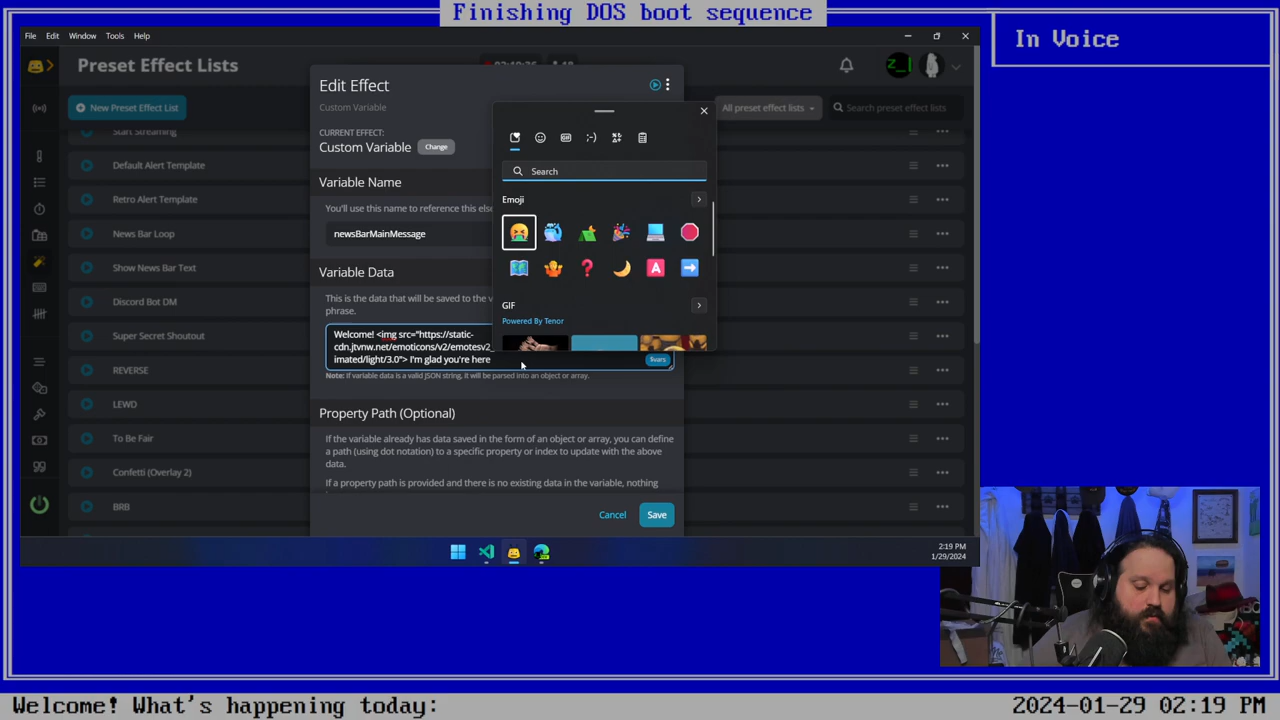 Finishing DOS boot sequence
In Voice
File Edit Window Tools Help
Preset Effect Lists
New Preset Effect List
All preset effect lists
Search preset effect lists
Start Streaming
Default Alert Template
Retro Alert Template
News Bar Loop
Show News Bar Text
Discord Bot DM
Super Secret Shoutout
REVERSE
LEWD
To Be Fair
Confetti (Overlay 2)
BRB
Edit Effect
Custom Variable
CURRENT EFFECT:
Custom Variable Change
Variable Name
You'll use this name to reference this
newsBarMainMessage
Variable Data
This is the data that will be saved to the
phrase.
Welcome! <img src="https://static-
cdn.jtvnw.net/emoticons/v2/emotesv2_
imated/light/3.0"> I'm glad you're here
$vars
Note: If variable data is a valid JSON string, it will be parsed into an object or array.
Property Path (Optional)
If the variable already has data saved in the form of an object or array, you can define
a path (using dot notation) to a specific property or index to update with the above
data.
If a property path is provided and there is no existing data in the variable, nothing
Cancel Save
Search
Emoji
GIF
Powered By Tenor
2:19 PM
1/29/2024
Welcome! What's happening today:
2024-01-29 02:19 PM